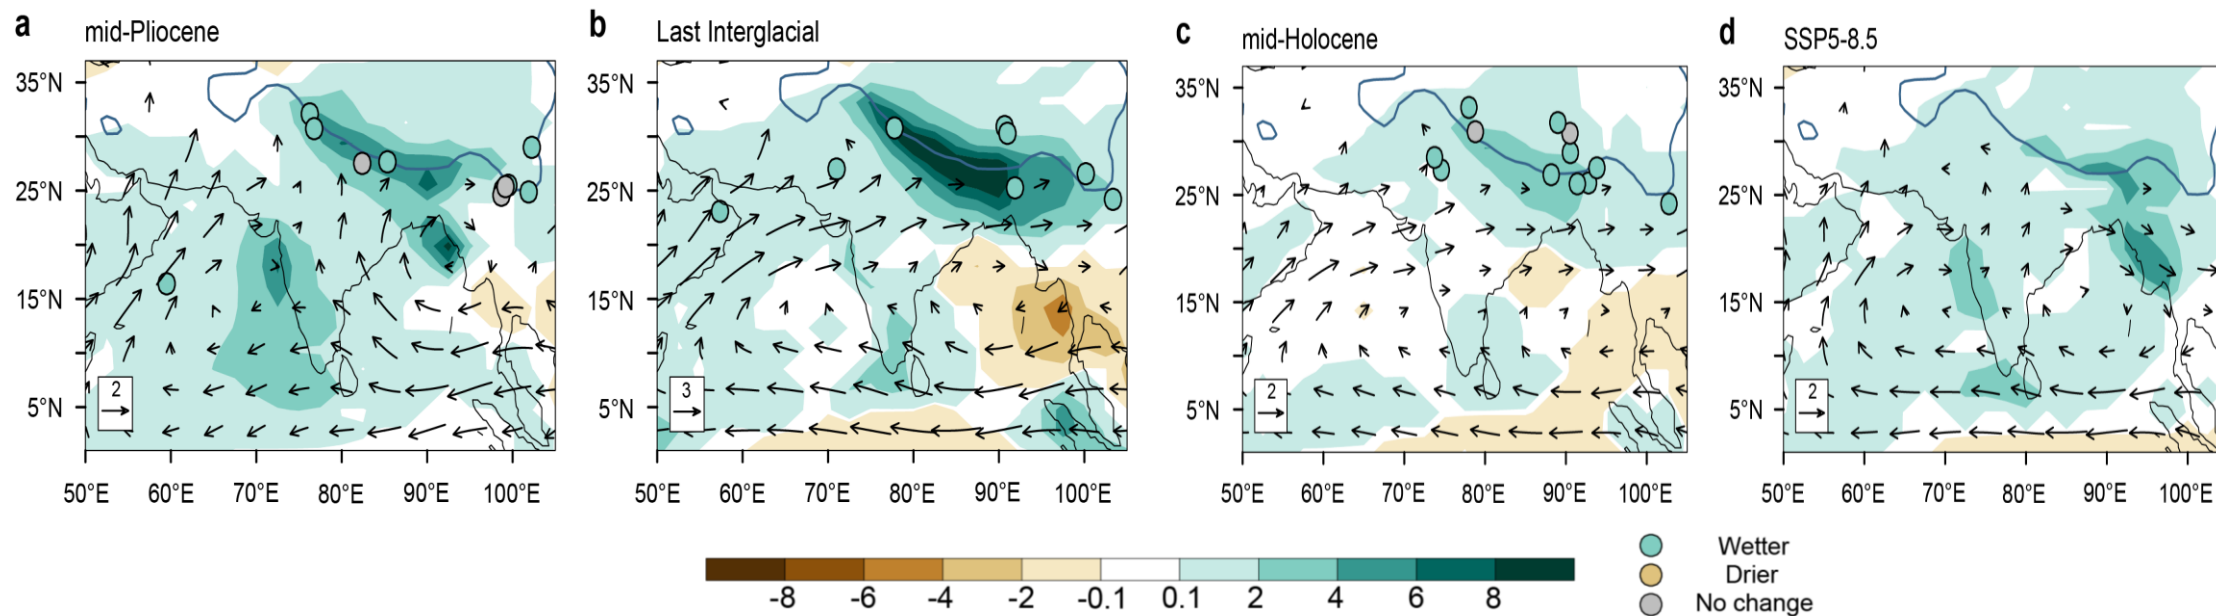 a mid-Pliocene
b Last Interglacial
c mid-Holocene
d SSP5-8.5
35°N
25°N
15°N
5°N
2
50°E 60°E 70°E 80°E 90°E 100°E
35°N
25°N
15°N
5°N
3
50°E 60°E 70°E 80°E 90°E 100°E
35°N
25°N
15°N
5°N
2
50°E 60°E 70°E 80°E 90°E 100°E
35°N
25°N
15°N
5°N
2
50°E 60°E 70°E 80°E 90°E 100°E
-8 -6 -4 -2 -0.1 0.1 2 4 6 8
Wetter
Drier
No change